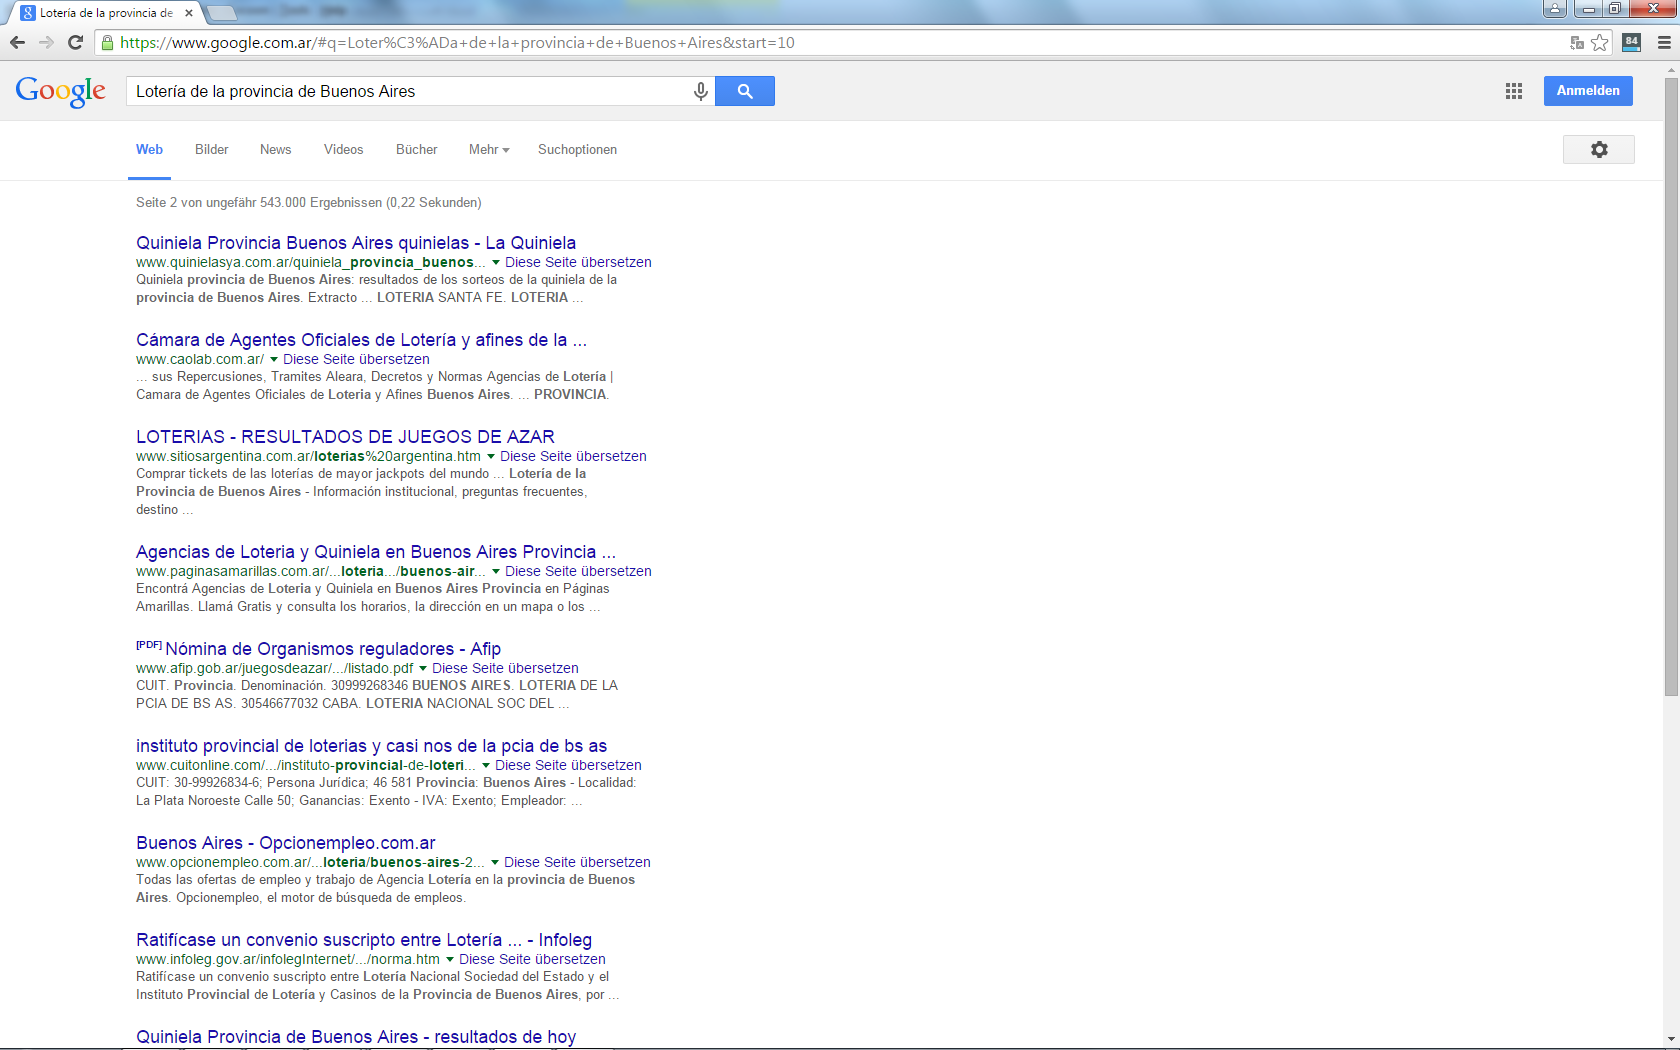 Lotería de la provincia de
https://www.google.com.ar/#q=Loter%C3%ADa+de+la+provincia+de+Buenos+Aires&start=10
84
Google
Lotería de la provincia de Buenos Aires
Anmelden
Web Bilder News Videos Bücher Mehr Suchoptionen
Seite 2 von ungefähr 543.000 Ergebnissen (0,22 Sekunden)
Quiniela Provincia Buenos Aires quinielas - La Quiniela
www.quinielasya.com.ar/quiniela_provincia_buenos... Diese Seite übersetzen
Quiniela provincia de Buenos Aires: resultados de los sorteos de la quiniela de la
provincia de Buenos Aires. Extracto ... LOTERIA SANTA FE. LOTERIA ...
Cámara de Agentes Oficiales de Lotería y afines de la ...
www.caolab.com.ar/ Diese Seite übersetzen
... sus Repercusiones, Tramites Aleara, Decretos y Normas Agencias de Lotería |
Camara de Agentes Oficiales de Loteria y Afines Buenos Aires. ... PROVINCIA.
LOTERIAS - RESULTADOS DE JUEGOS DE AZAR
www.sitiosargentina.com.ar/loterias%20argentina.htm Diese Seite übersetzen
Comprar tickets de las loterías de mayor jackpots del mundo ... Lotería de la
Provincia de Buenos Aires - Información institucional, preguntas frecuentes,
destino ...
Agencias de Loteria y Quiniela en Buenos Aires Provincia ...
www.paginasamarillas.com.ar/...loteria.../buenos-air... Diese Seite übersetzen
Encontrá Agencias de Loteria y Quiniela en Buenos Aires Provincia en Páginas
Amarillas. Llamá Gratis y consulta los horarios, la dirección en un mapa o los ...
[PDF] Nómina de Organismos reguladores - Afip
www.afip.gob.ar/juegosdeazar/.../listado.pdf Diese Seite übersetzen
CUIT. Provincia. Denominación. 30999268346 BUENOS AIRES. LOTERIA DE LA
PCIA DE BS AS. 30546677032 CABA. LOTERIA NACIONAL SOC DEL ...
instituto provincial de loterias y casi nos de la pcia de bs as
www.cuitonline.com/.../instituto-provincial-de-loteri... Diese Seite übersetzen
CUIT: 30-99926834-6; Persona Jurídica; 46 581 Provincia: Buenos Aires - Localidad:
La Plata Noroeste Calle 50; Ganancias: Exento - IVA: Exento; Empleador: ...
Buenos Aires - Opcionempleo.com.ar
www.opcionempleo.com.ar/...loteria/buenos-aires-2... Diese Seite übersetzen
Todas las ofertas de empleo y trabajo de Agencia Lotería en la provincia de Buenos
Aires. Opcionempleo, el motor de búsqueda de empleos.
Ratifícase un convenio suscripto entre Lotería ... - Infoleg
www.infoleg.gov.ar/infolegInternet/.../norma.htm Diese Seite übersetzen
Ratifícase un convenio suscripto entre Lotería Nacional Sociedad del Estado y el
Instituto Provincial de Lotería y Casinos de la Provincia de Buenos Aires, por ...
Quiniela Provincia de Buenos Aires - resultados de hoy